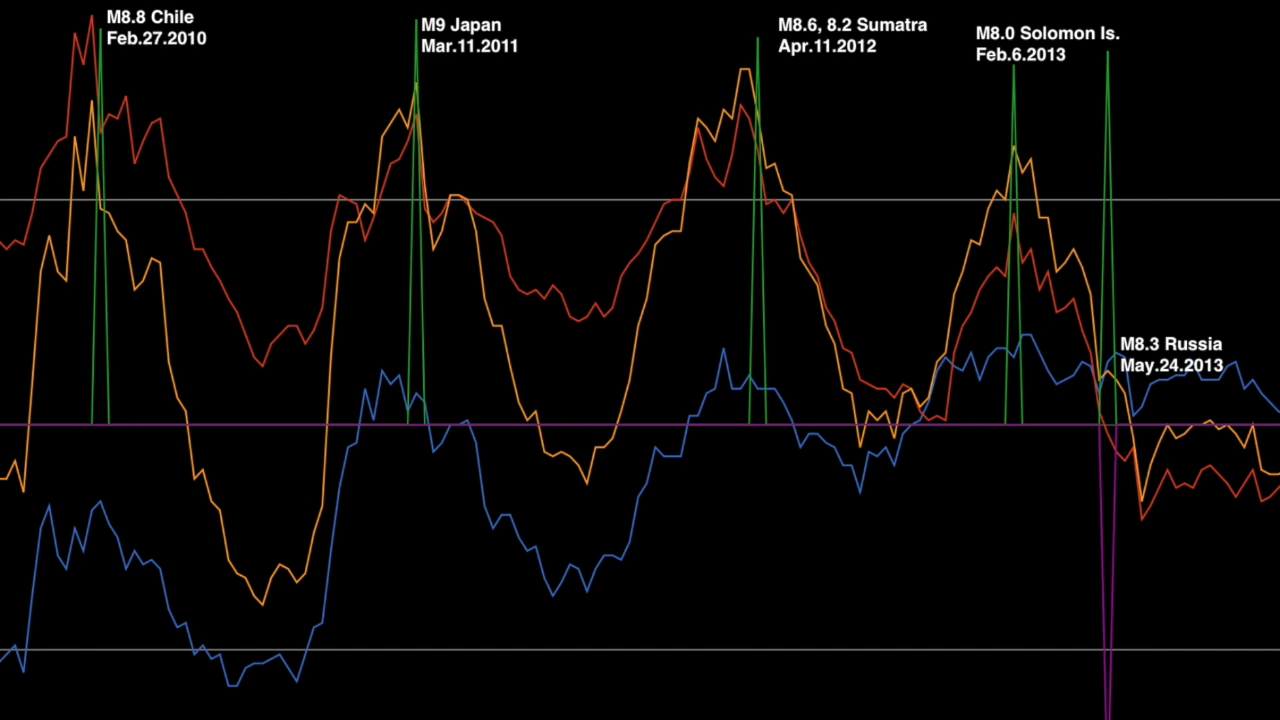 M8.8 Chile
Feb.27.2010
M9 Japan
Mar.11.2011
M8.6, 8.2 Sumatra
Apr.11.2012
M8.0 Solomon Is.
Feb.6.2013
M8.3 Russia
May.24.2013